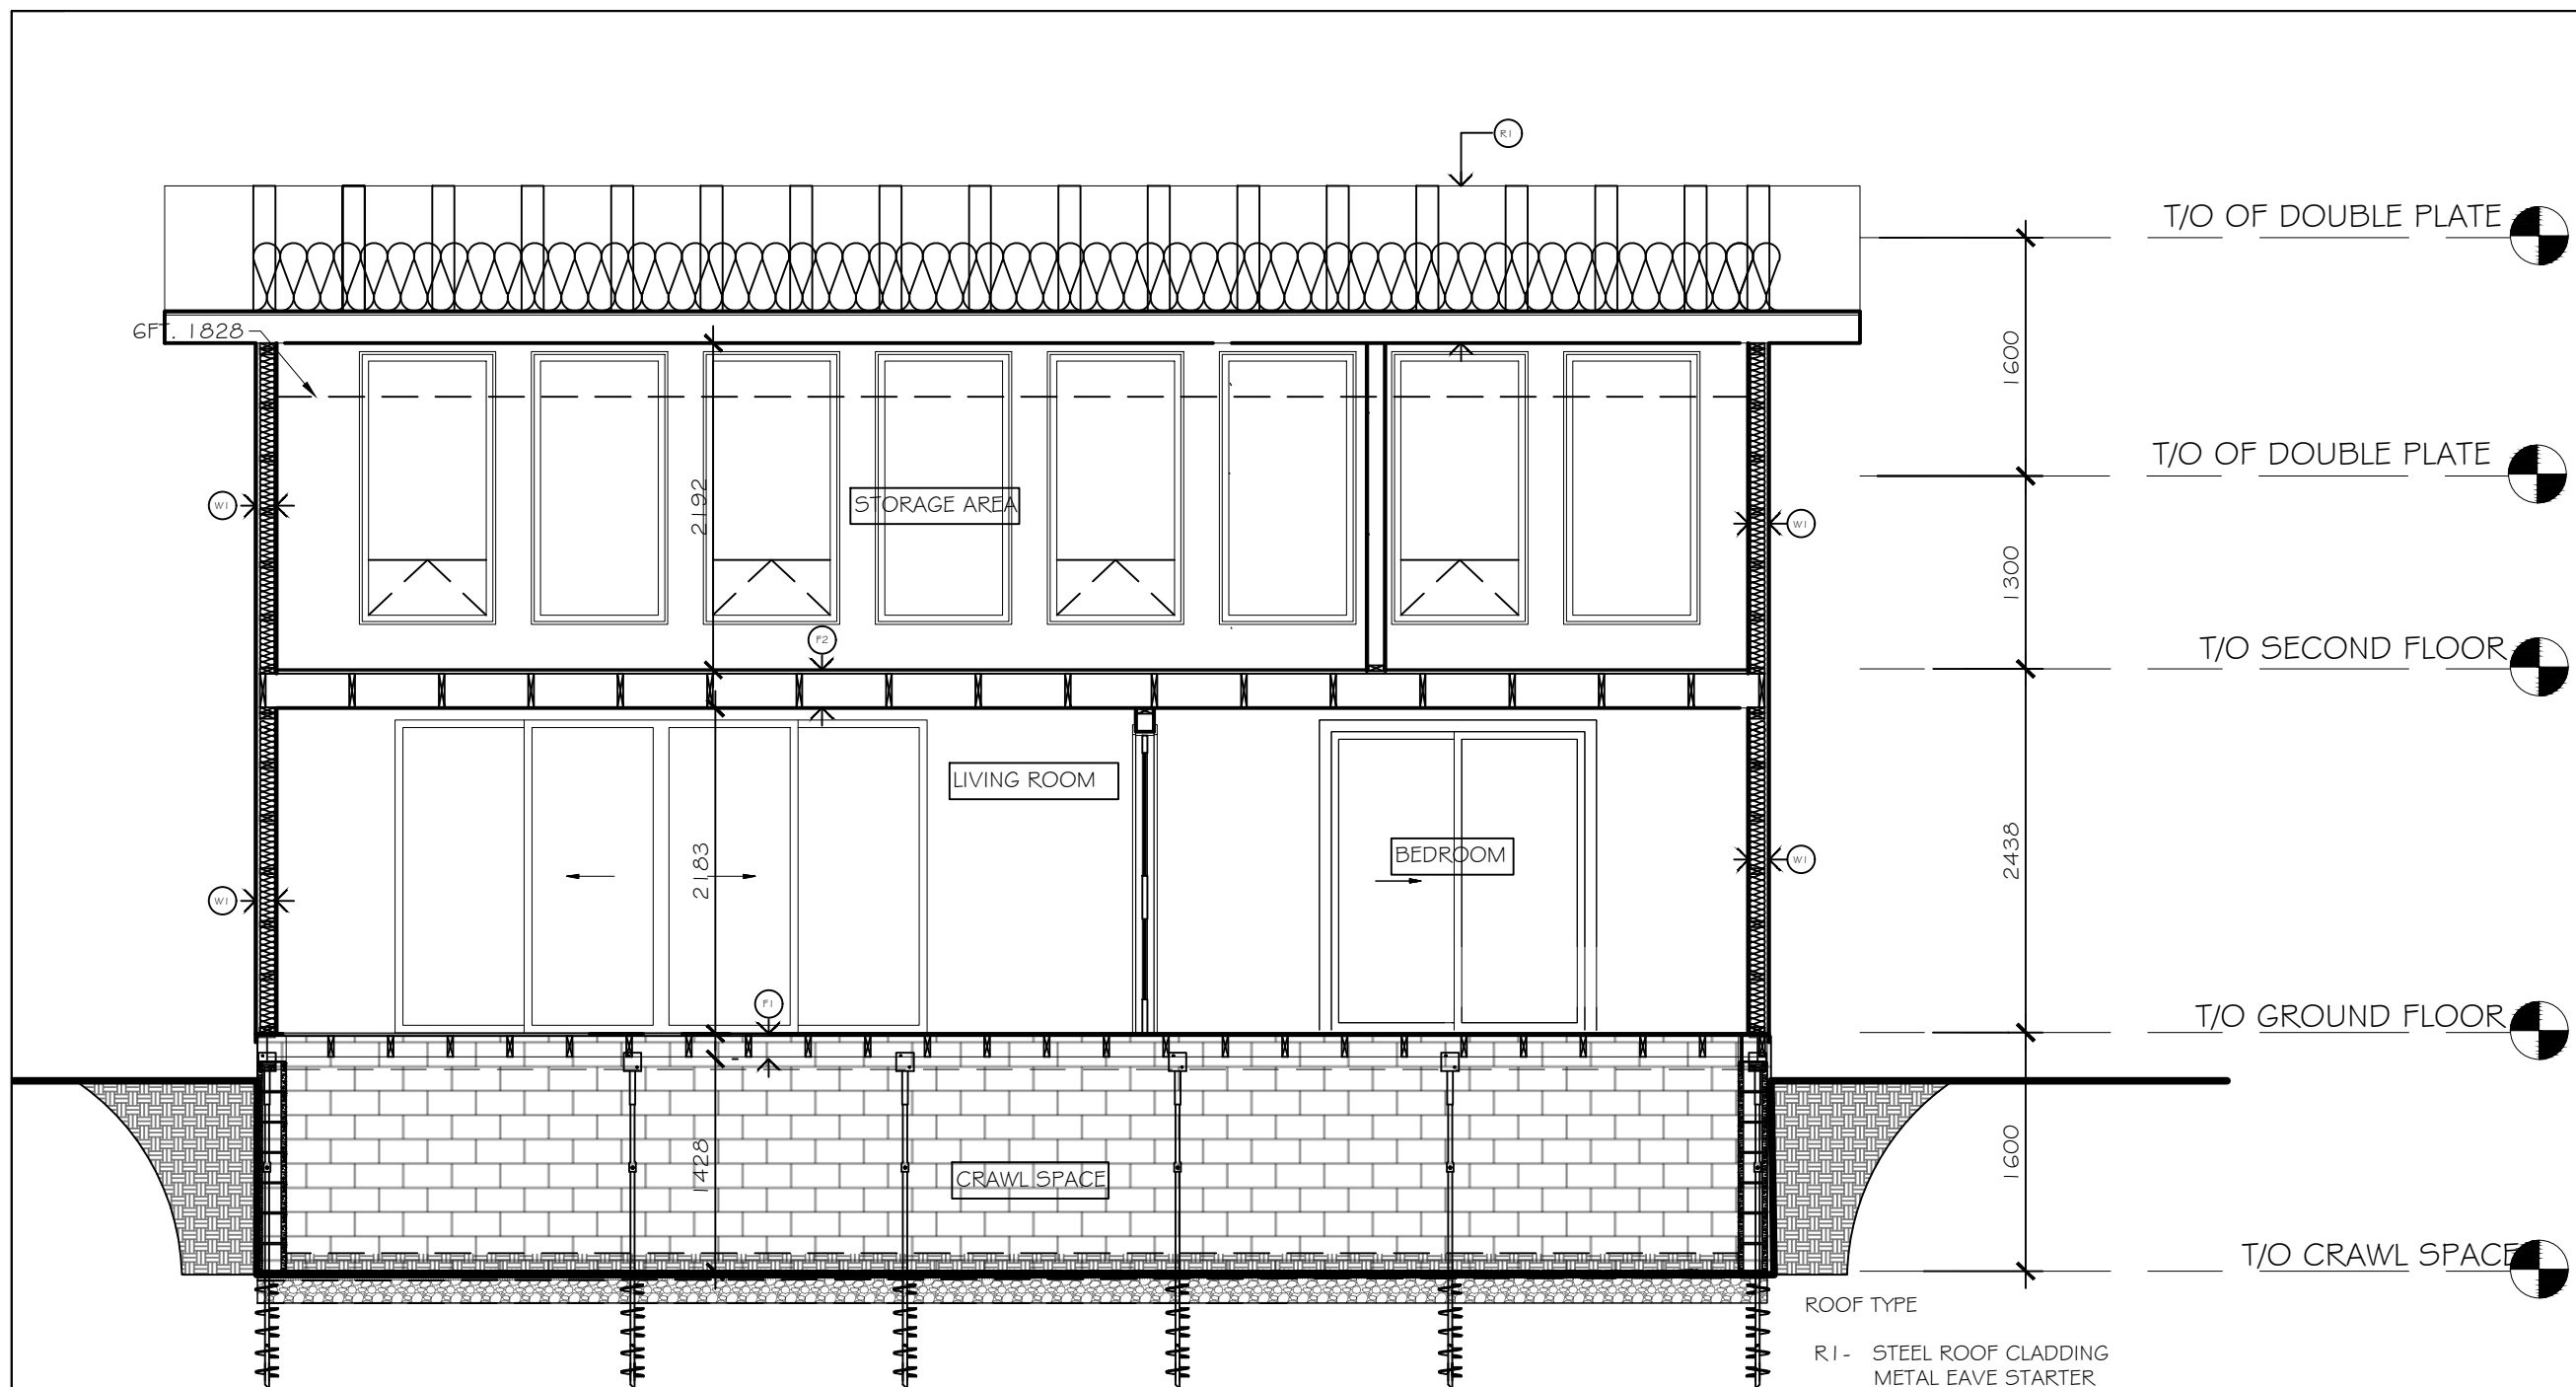 R1
T/O OF DOUBLE PLATE
6FT. 1828
1600
T/O OF DOUBLE PLATE
2192
STORAGE AREA
W1
W1
1300
F2
T/O SECOND FLOOR
LIVING ROOM
BEDROOM
2183
2438
W1
W1
F1
T/O GROUND FLOOR
1428
CRAWL SPACE
1600
T/O CRAWL SPACE
ROOF TYPE
R1- STEEL ROOF CLADDING
METAL EAVE STARTER